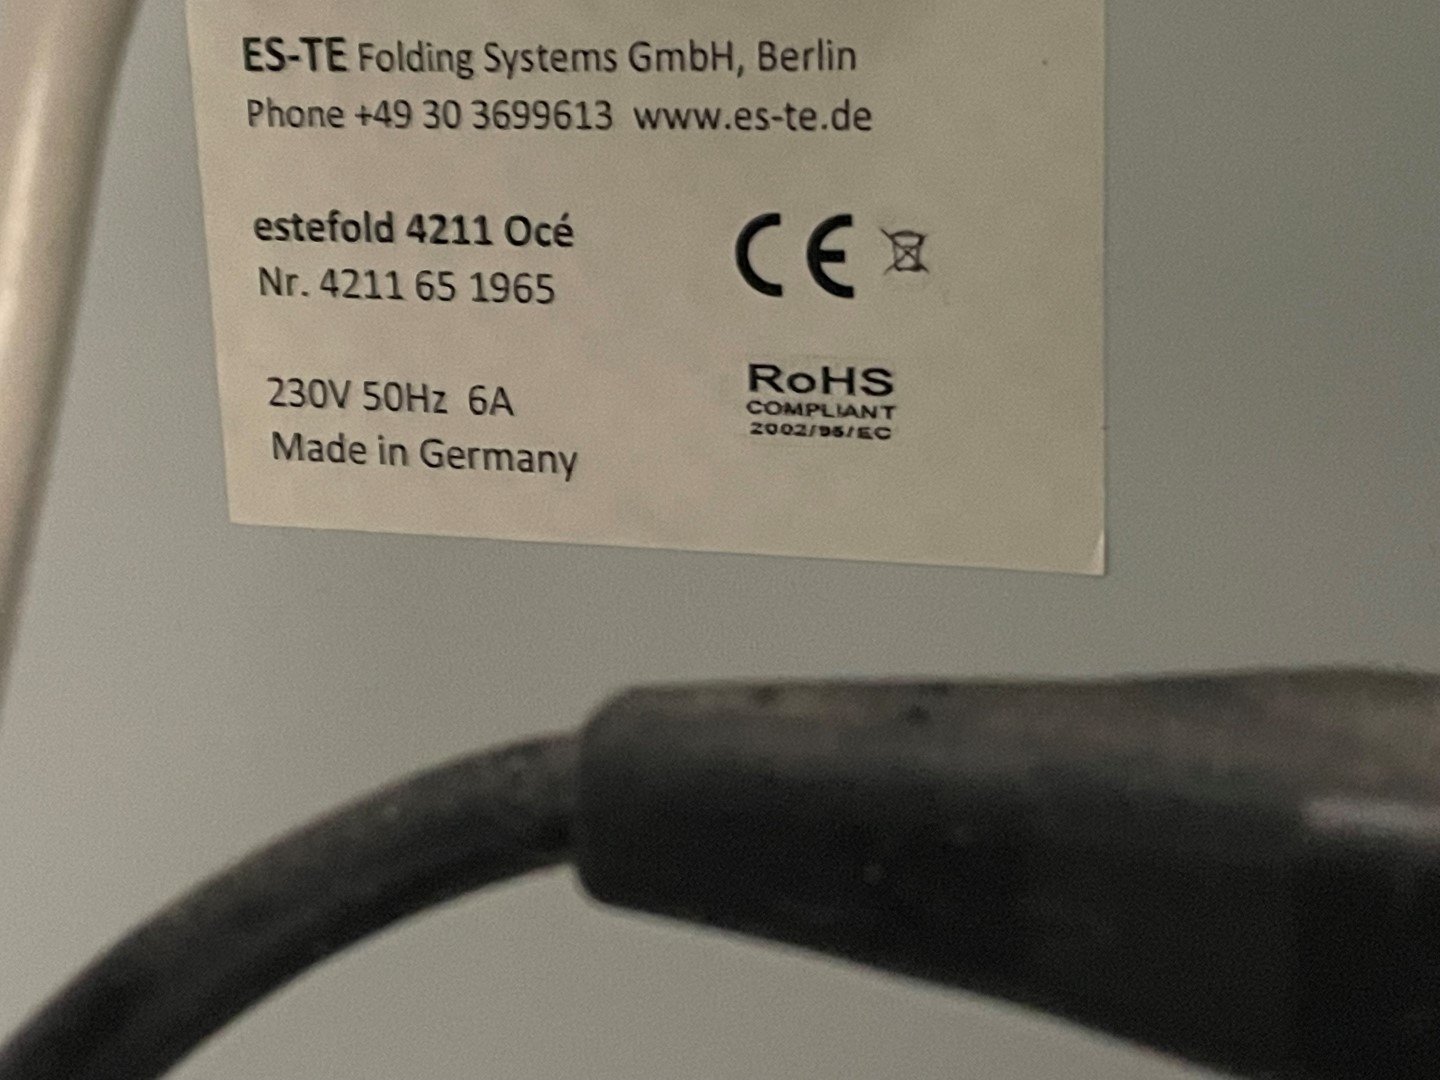 ES-TE Folding Systems GmbH, Berlin
Phone +49 30 3699613 www.es-te.de
estefold 4211 Océ
Nr. 4211 65 1965
CE
230V 50Hz 6A
Made in Germany
RoHS
COMPLIANT
2002/95/EC